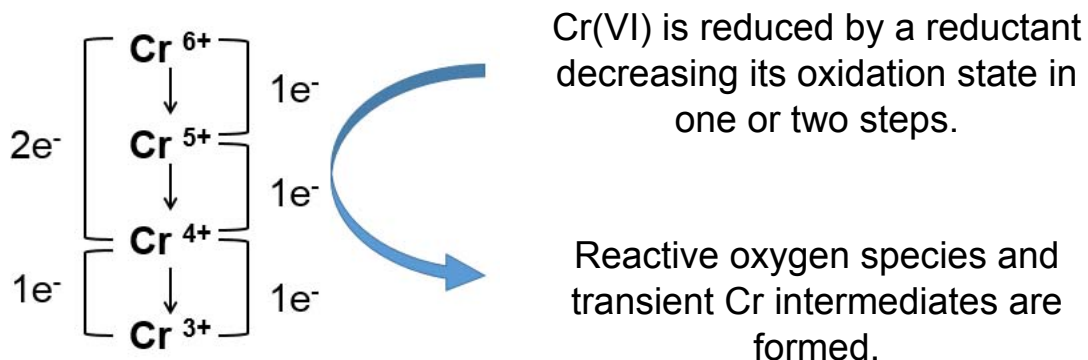 Cr 6+
1e-
Cr 5+
2e-
1e-
Cr 4+
1e-
1e-
Cr 3+
Cr(VI) is reduced by a reductant
decreasing its oxidation state in
one or two steps.
Reactive oxygen species and
transient Cr intermediates are
formed.